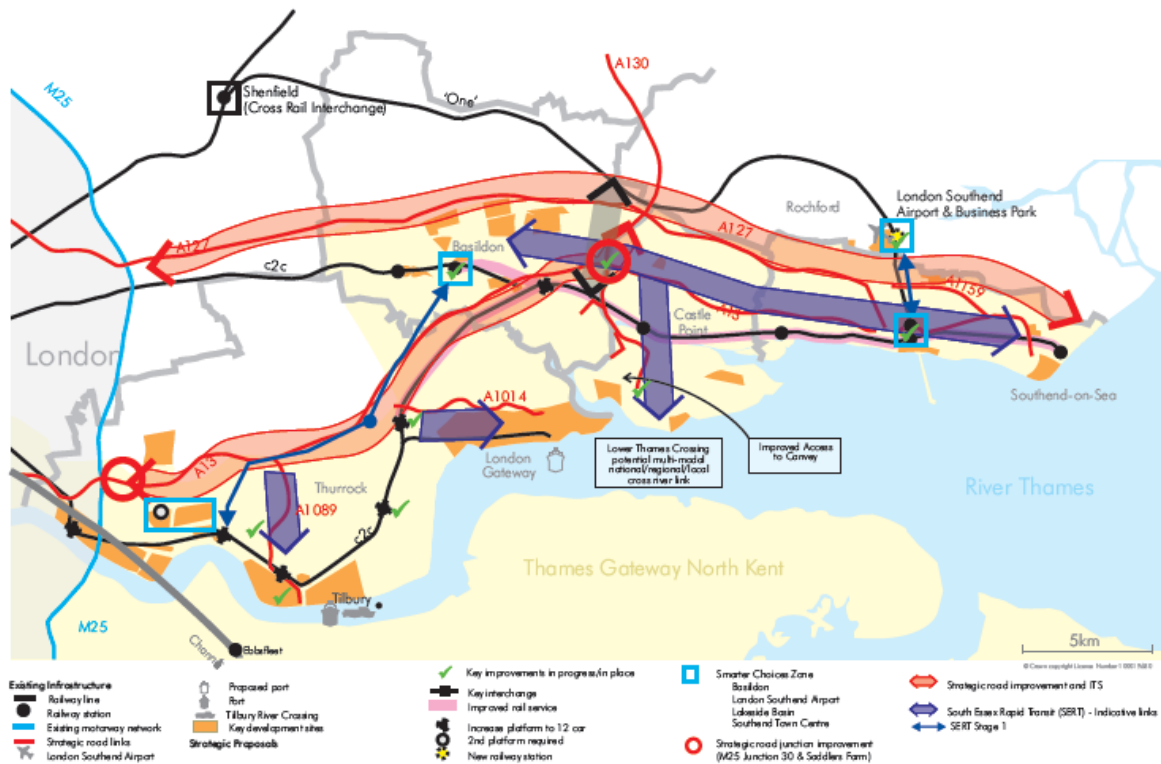 M25
Shenfield
(Cross Rail Interchange)
'One'
A130
Rochford
London Southend
Airport & Business Park
A127
Basildon
A127
c2c
A1159
A13
Castle
Point
London
Southend-on-Sea
A1014
London
Gateway
Lower Thames Crossing
potential multi-modal
national/regional/local
cross river link
Improved Access
to Canvey
River Thames
A13
Thurrock
A1089
c2c
Thames Gateway North Kent
Tilbury
M25
Channel
Ebbsfleet
5km
Existing Infrastructure
Railway line
Railway station
Existing motorway network
Strategic road links
London Southend Airport
Proposed port
Port
Tilbury River Crossing
Key development sites
Strategic Proposals
Key improvements in progress/in place
Key interchange
Improved rail service
Increase platform to 12 car
2nd platform required
New railway station
Smarter Choices Zone
Basildon
London Southend Airport
Lakeside Basin
Southend Town Centre
Strategic road junction improvement
(M25 Junction 30 & Saddlers Farm)
Strategic road improvement and ITS
South Essex Rapid Transit (SERT) - Indicative links
SERT Stage 1
© Crown copyright License Number